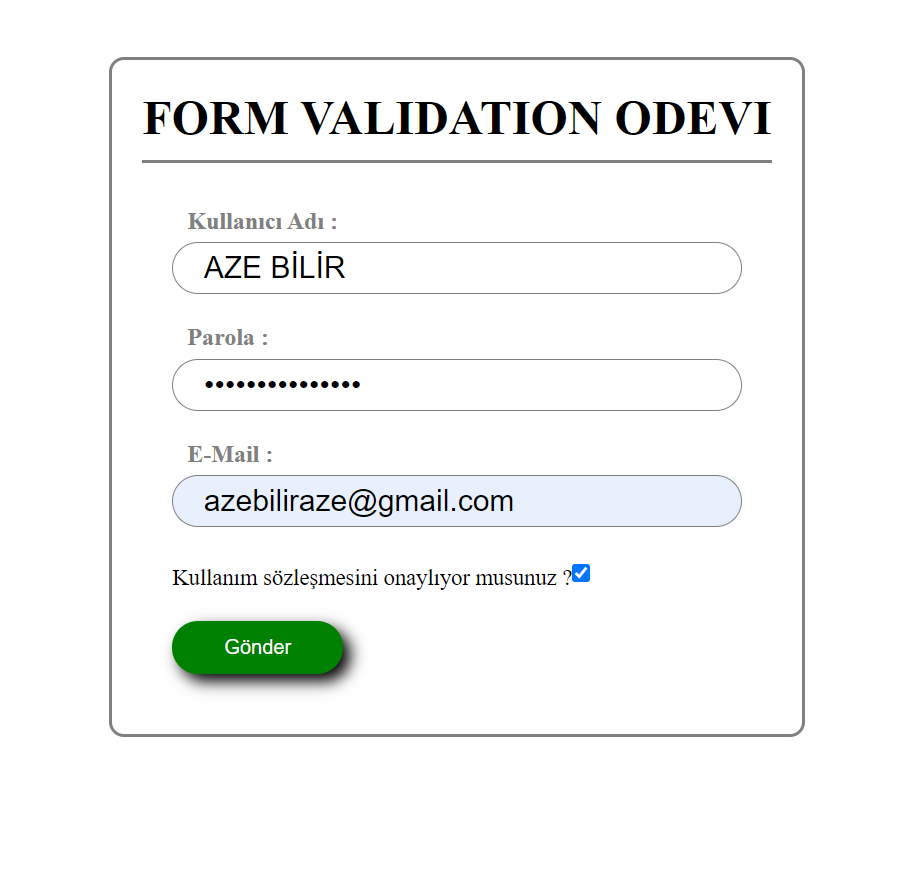 FORM VALIDATION ODEVI
Kullanıcı Adı :
AZE BİLİR
Parola :
•••••••••••••••
E-Mail :
azebiliraze@gmail.com
Kullanım sözleşmesini onaylıyor musunuz ?
Gönder